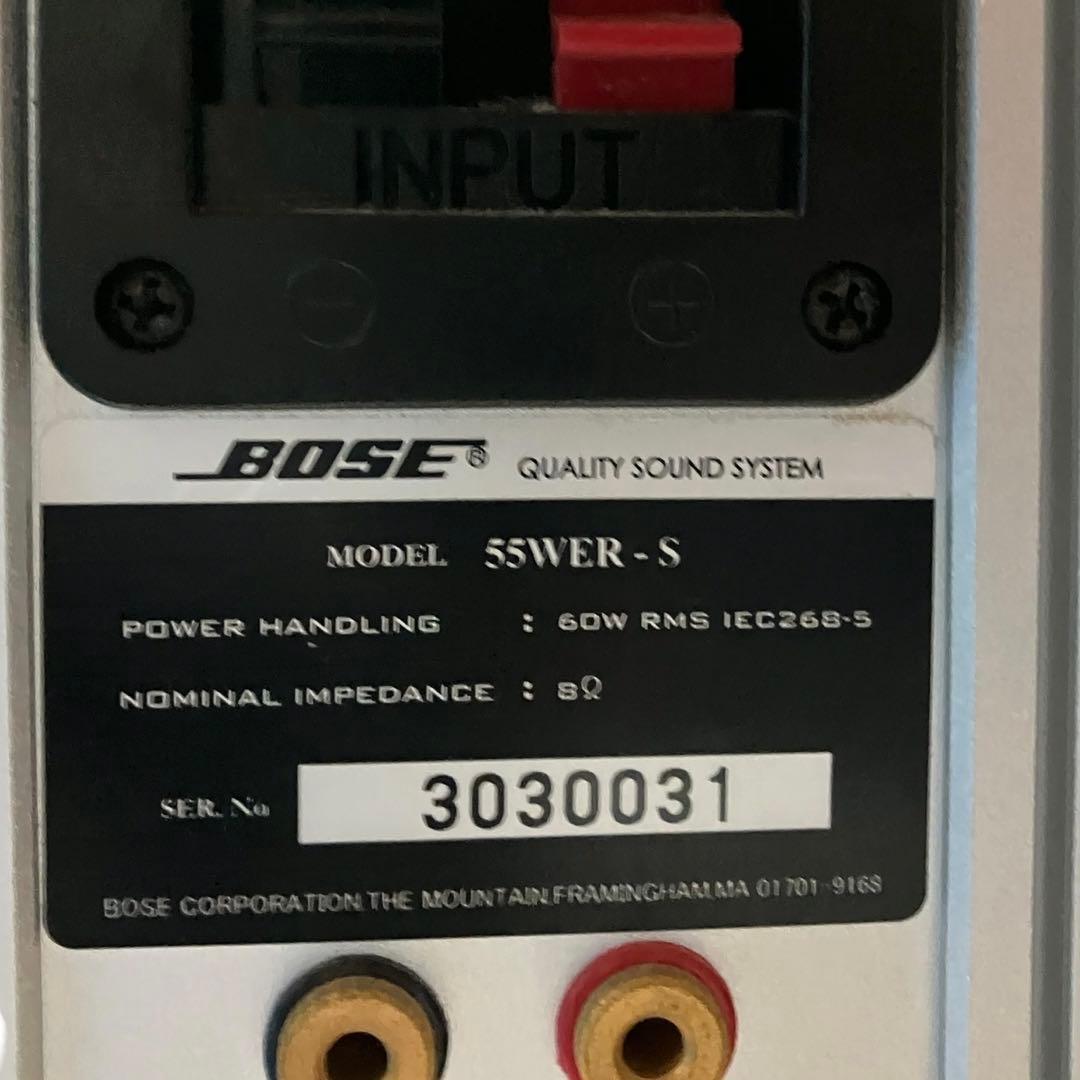 INPUT
− +
BOSE® QUALITY SOUND SYSTEM
MODEL 55WER - S
POWER HANDLING : 60W RMS IEC268-5
NOMINAL IMPEDANCE : 8Ω
SER. No 3030031
BOSE CORPORATION.THE MOUNTAIN,FRAMINGHAM,MA 01701-9168